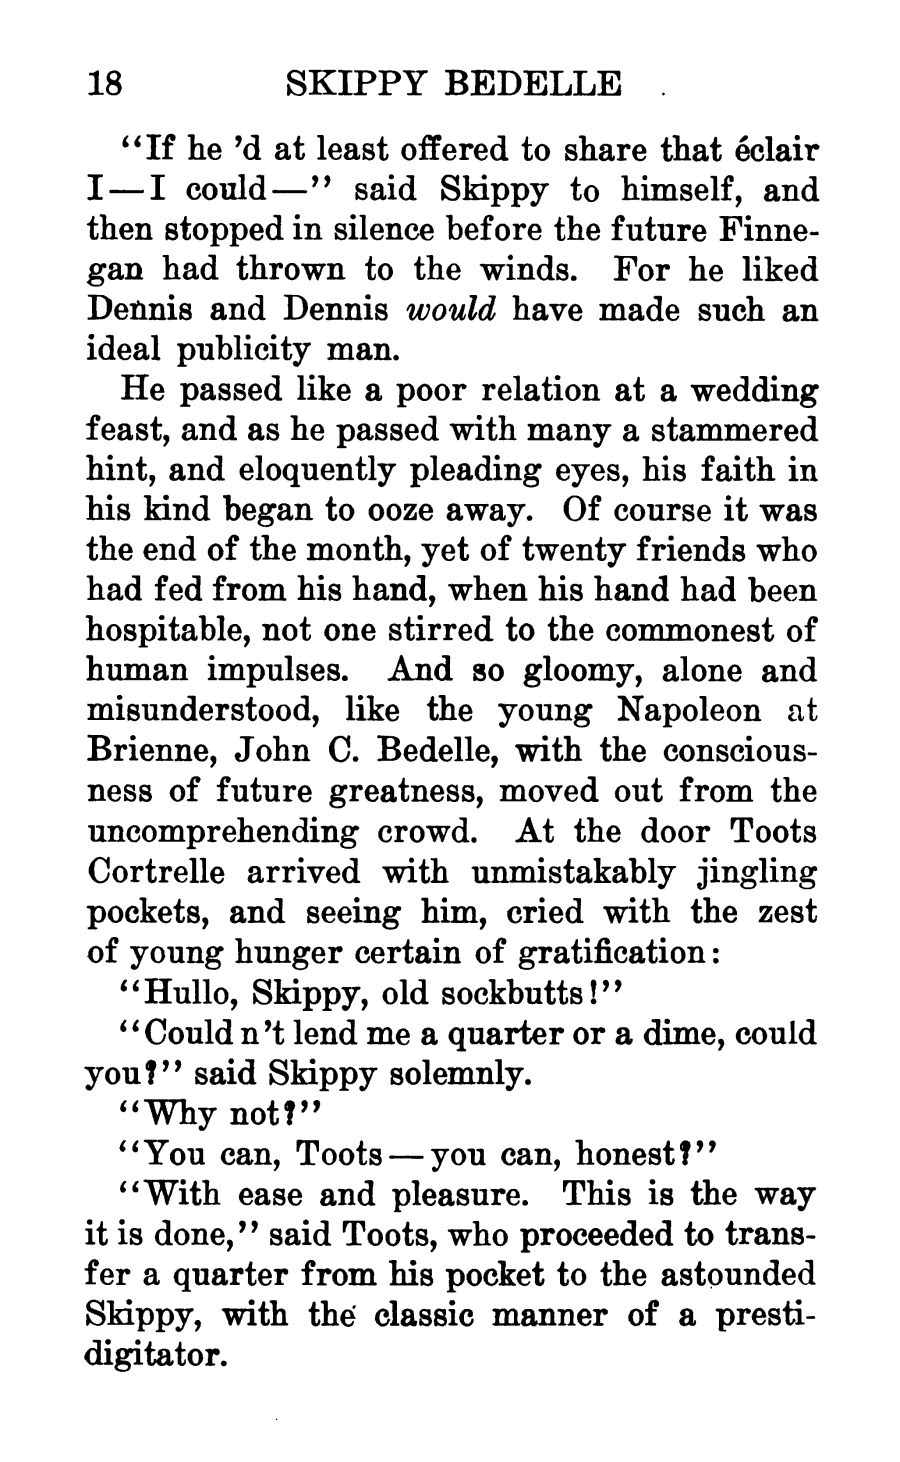 18 SKIPPY BEDELLE
“If he ’d at least offered to share that éclair
I—I could—” said Skippy to himself, and
then stopped in silence before the future Finne-
gan had thrown to the winds. For he liked
Dennis and Dennis would have made such an
ideal publicity man.
He passed like a poor relation at a wedding
feast, and as he passed with many a stammered
hint, and eloquently pleading eyes, his faith in
his kind began to ooze away. Of course it was
the end of the month, yet of twenty friends who
had fed from his hand, when his hand had been
hospitable, not one stirred to the commonest of
human impulses. And so gloomy, alone and
misunderstood, like the young Napoleon at
Brienne, John C. Bedelle, with the conscious-
ness of future greatness, moved out from the
uncomprehending crowd. At the door Toots
Cortrelle arrived with unmistakably jingling
pockets, and seeing him, cried with the zest
of young hunger certain of gratification:
“Hullo, Skippy, old sockbutts!”
“Could n’t lend me a quarter or a dime, could
you?” said Skippy solemnly.
“Why not?”
“You can, Toots—you can, honest?”
“With ease and pleasure. This is the way
it is done,” said Toots, who proceeded to trans-
fer a quarter from his pocket to the astounded
Skippy, with the classic manner of a presti-
digitator.